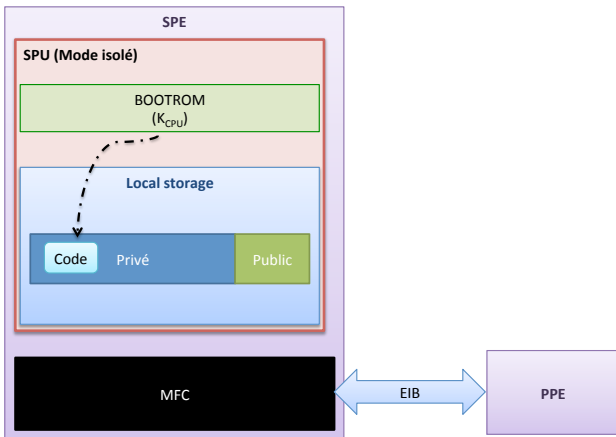 SPE
SPU (Mode isolé)
BOOTROM
(KCPU)
Local storage
Code Privé Public
MFC EIB PPE